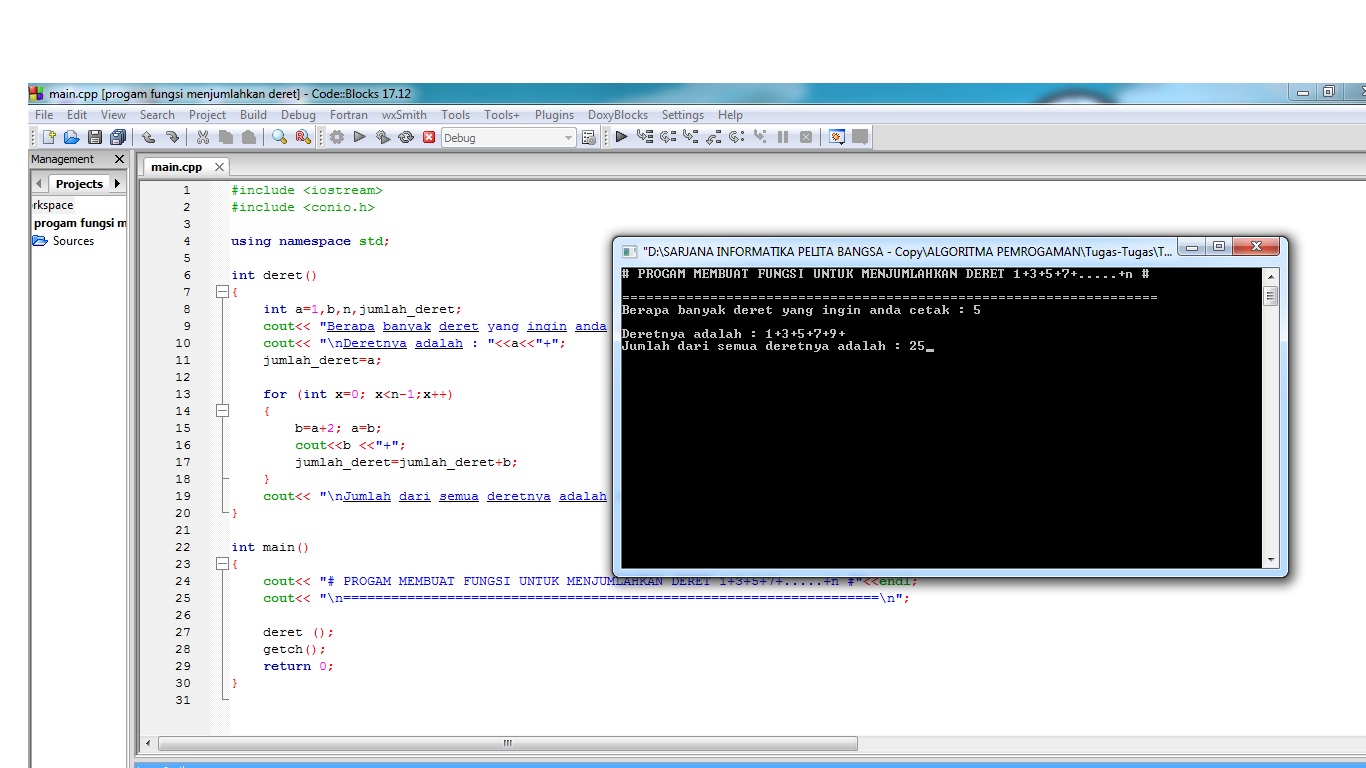 main.cpp [progam fungsi menjumlahkan deret] - Code::Blocks 17.12
File Edit View Search Project Build Debug Fortran wxSmith Tools Tools+ Plugins DoxyBlocks Settings Help
Debug
Management
Projects
rkspace
progam fungsi m
Sources
main.cpp
1 #include <iostream>
2 #include <conio.h>
3
4 using namespace std;
5
6 int deret()
7 {
8 int a=1,b,n,jumlah_deret;
9 cout<< "Berapa banyak deret yang ingin anda
10 cout<< "\nDeretnya adalah : "<<a<<"+";
11 jumlah_deret=a;
12
13 for (int x=0; x<n-1;x++)
14 {
15 b=a+2; a=b;
16 cout<<b <<"+";
17 jumlah_deret=jumlah_deret+b;
18 }
19 cout<< "\nJumlah dari semua deretnya adalah
20 }
21
22 int main()
23 {
24 cout<< "# PROGAM MEMBUAT FUNGSI UNTUK MENJUMLAHKAN DERET 1+3+5+7+.....+n #"<<endl;
25 cout<< "\n===================================================================\n";
26
27 deret ();
28 getch();
29 return 0;
30 }
31
"D:\SARJANA INFORMATIKA PELITA BANGSA - Copy\ALGORITMA PEMROGAMAN\Tugas-Tugas\T...
# PROGAM MEMBUAT FUNGSI UNTUK MENJUMLAHKAN DERET 1+3+5+7+.....+n #
===================================================================
Berapa banyak deret yang ingin anda cetak : 5
Deretnya adalah : 1+3+5+7+9+
Jumlah dari semua deretnya adalah : 25_